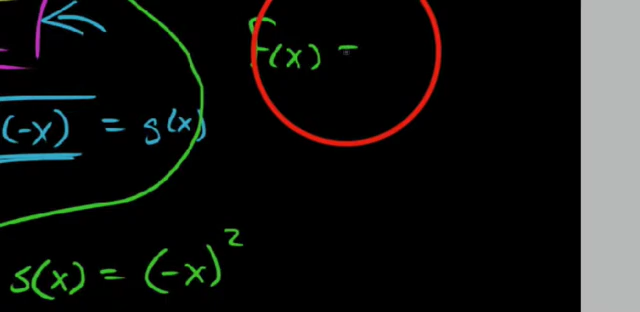 f(x) =
(-x) = g(x)
g(x) = (-x)²